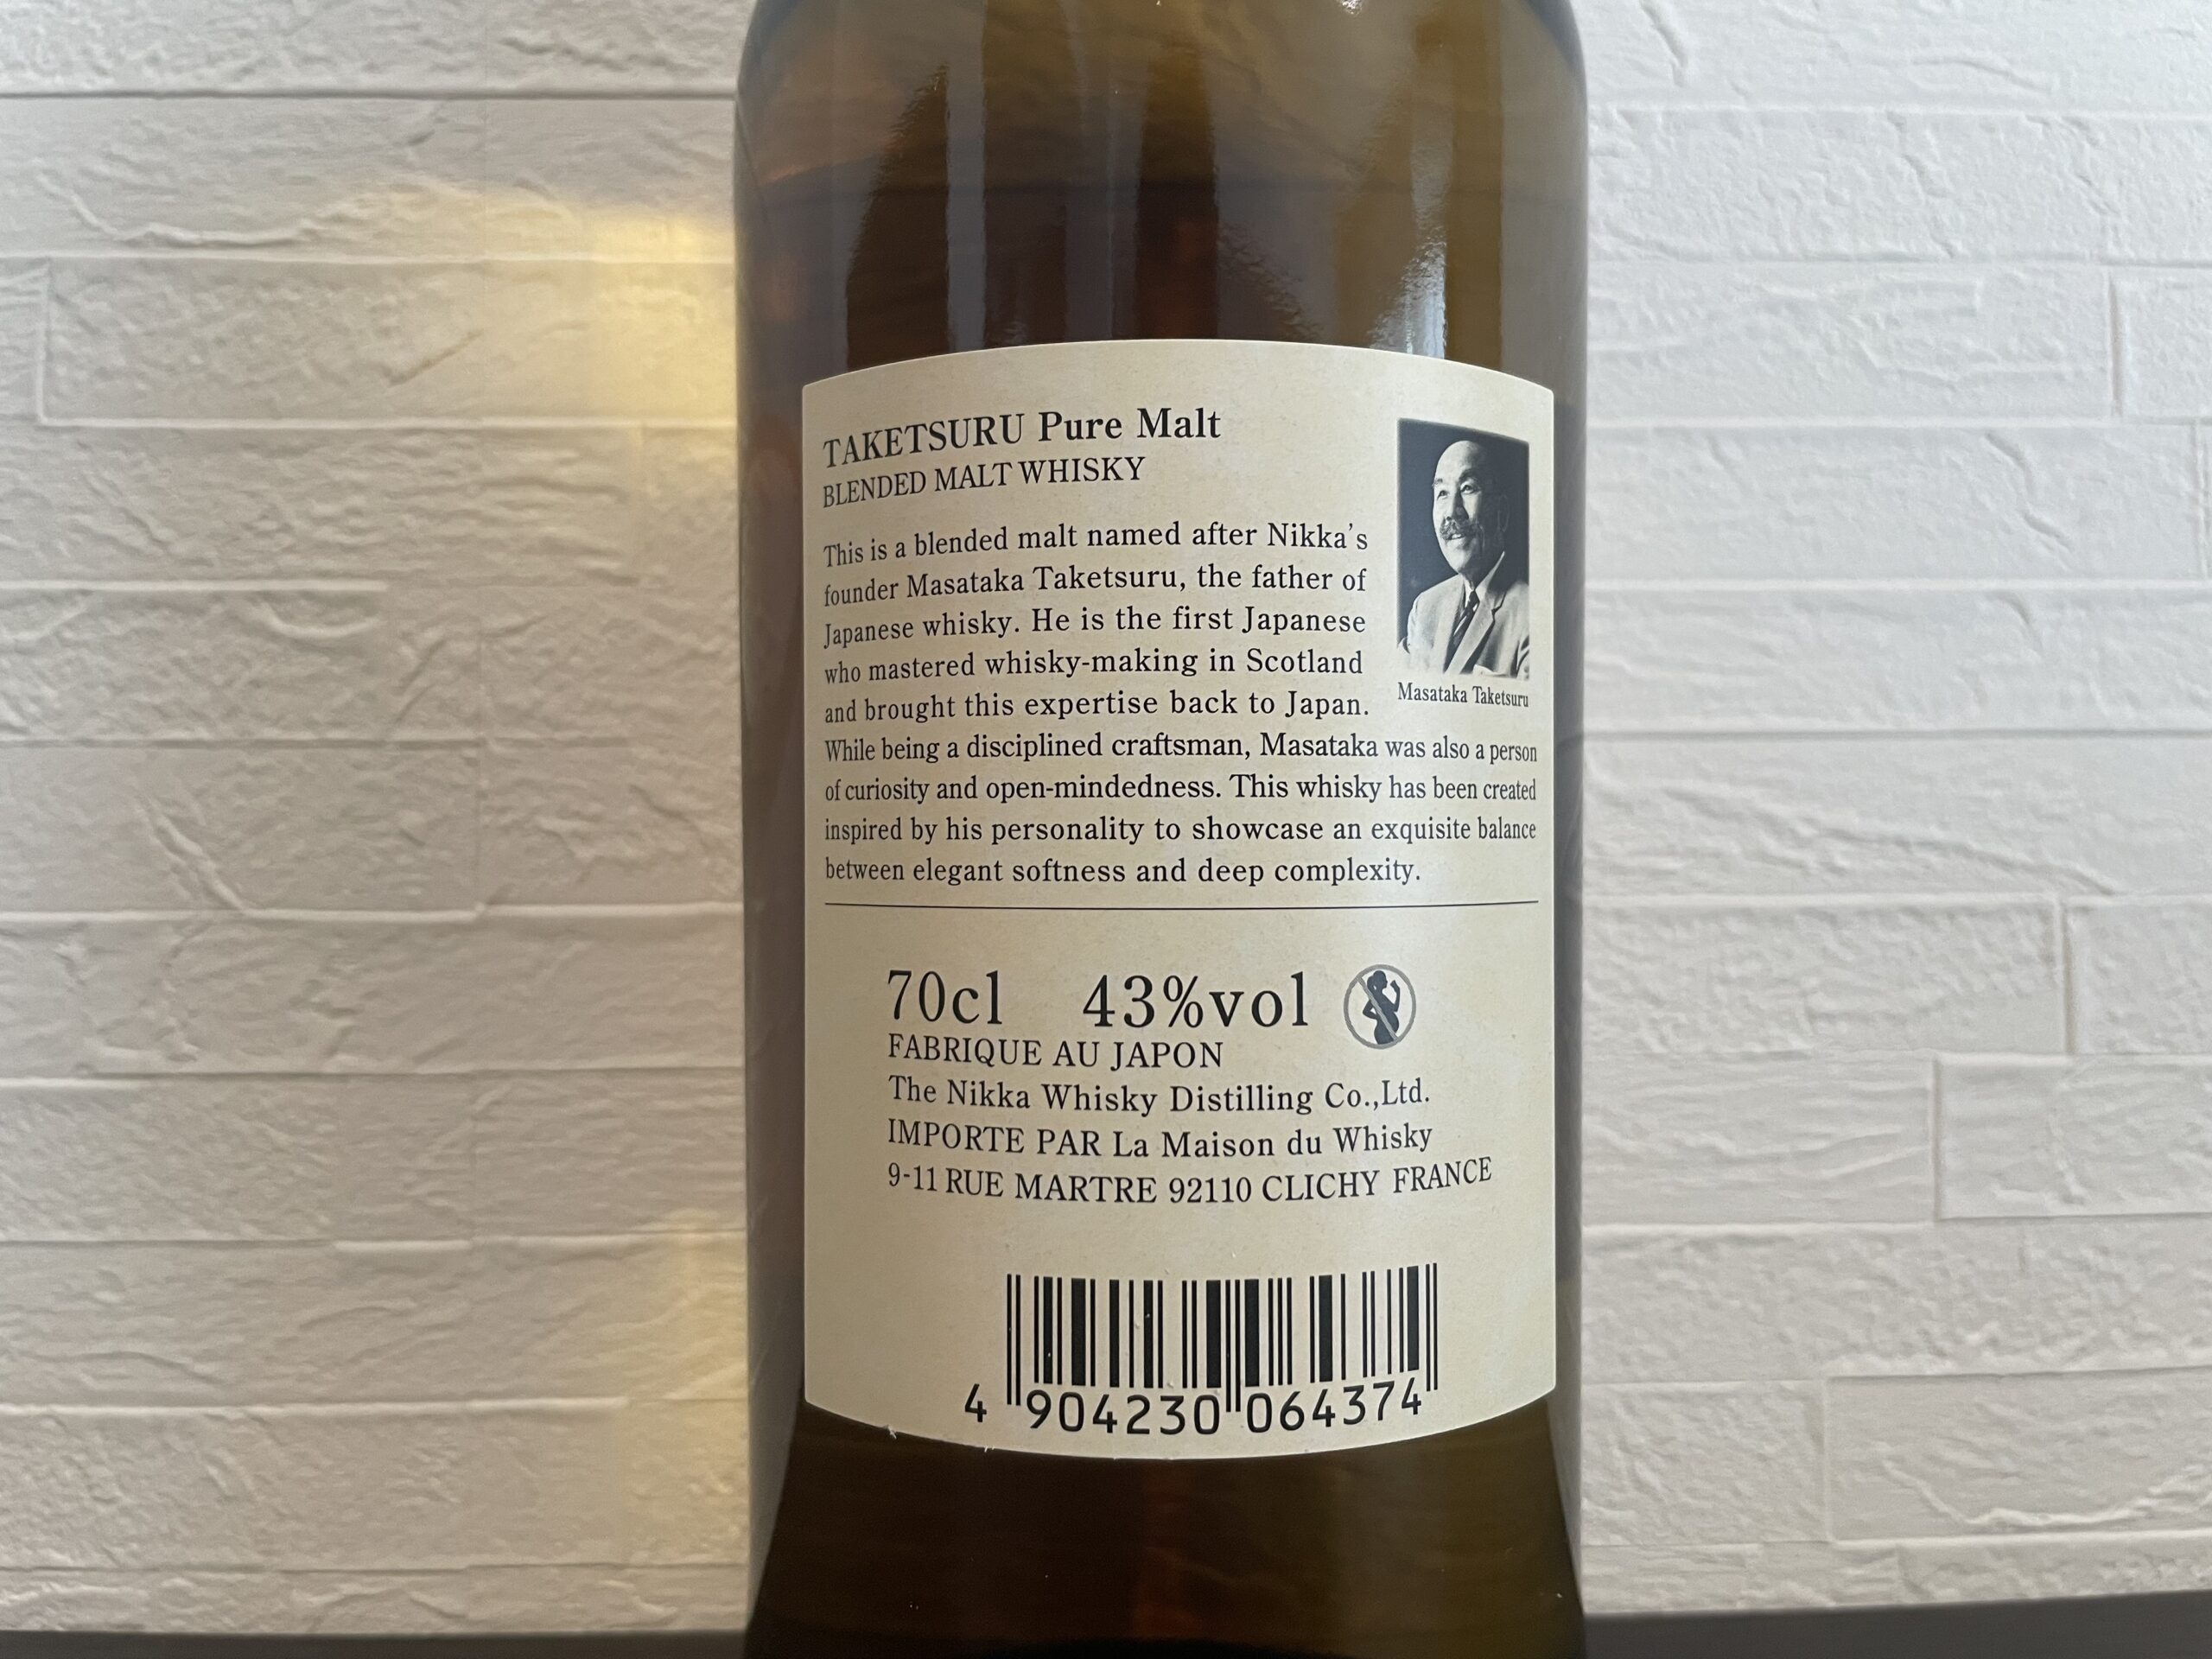 TAKETSURU Pure Malt
BLENDED MALT WHISKY
This is a blended malt named after Nikka's
founder Masataka Taketsuru, the father of
Japanese whisky. He is the first Japanese
who mastered whisky-making in Scotland
and brought this expertise back to Japan.
Masataka Taketsuru
While being a disciplined craftsman, Masataka was also a person
of curiosity and open-mindedness. This whisky has been created
inspired by his personality to showcase an exquisite balance
between elegant softness and deep complexity.
70cl 43%vol
FABRIQUE AU JAPON
The Nikka Whisky Distilling Co.,Ltd.
IMPORTE PAR La Maison du Whisky
9-11 RUE MARTRE 92110 CLICHY FRANCE
4 904230 064374